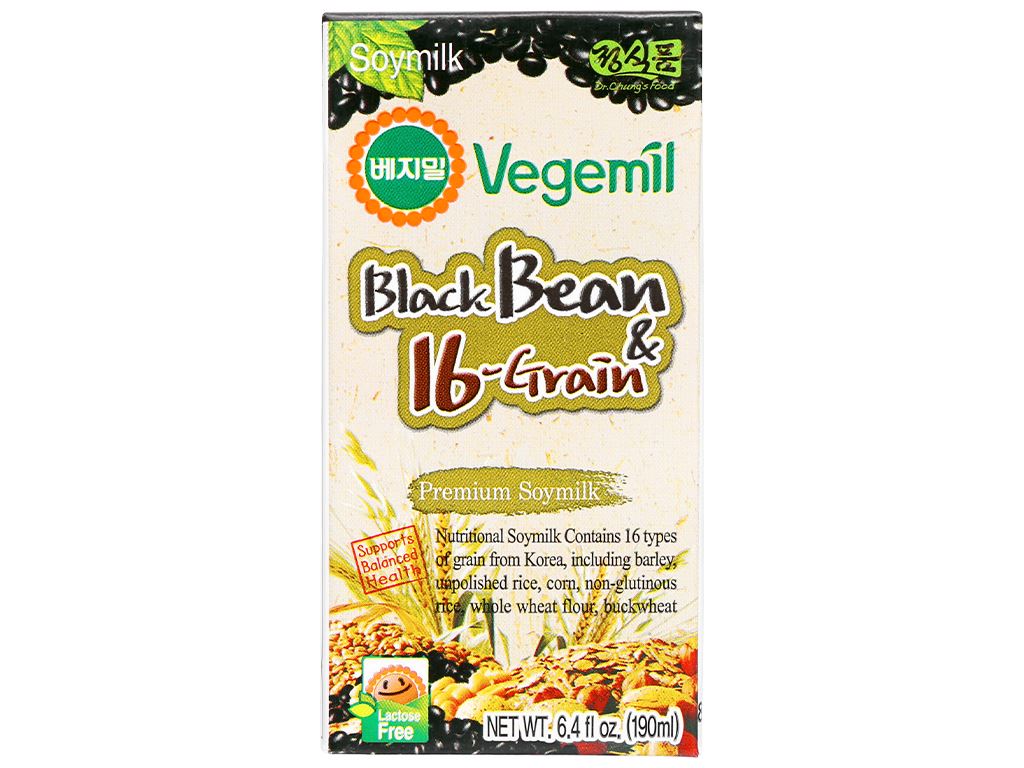 Soymilk
정식품
Dr.Chung's Food
베지밀
Vegemil
Black Bean
&
16-Grain
Premium Soymilk
Supports
Balanced
Health
Nutritional Soymilk Contains 16 types
of grain from Korea, including barley,
unpolished rice, corn, non-glutinous
rice, whole wheat flour, buckwheat
Lactose
Free
NET WT. 6.4 fl oz. (190ml)